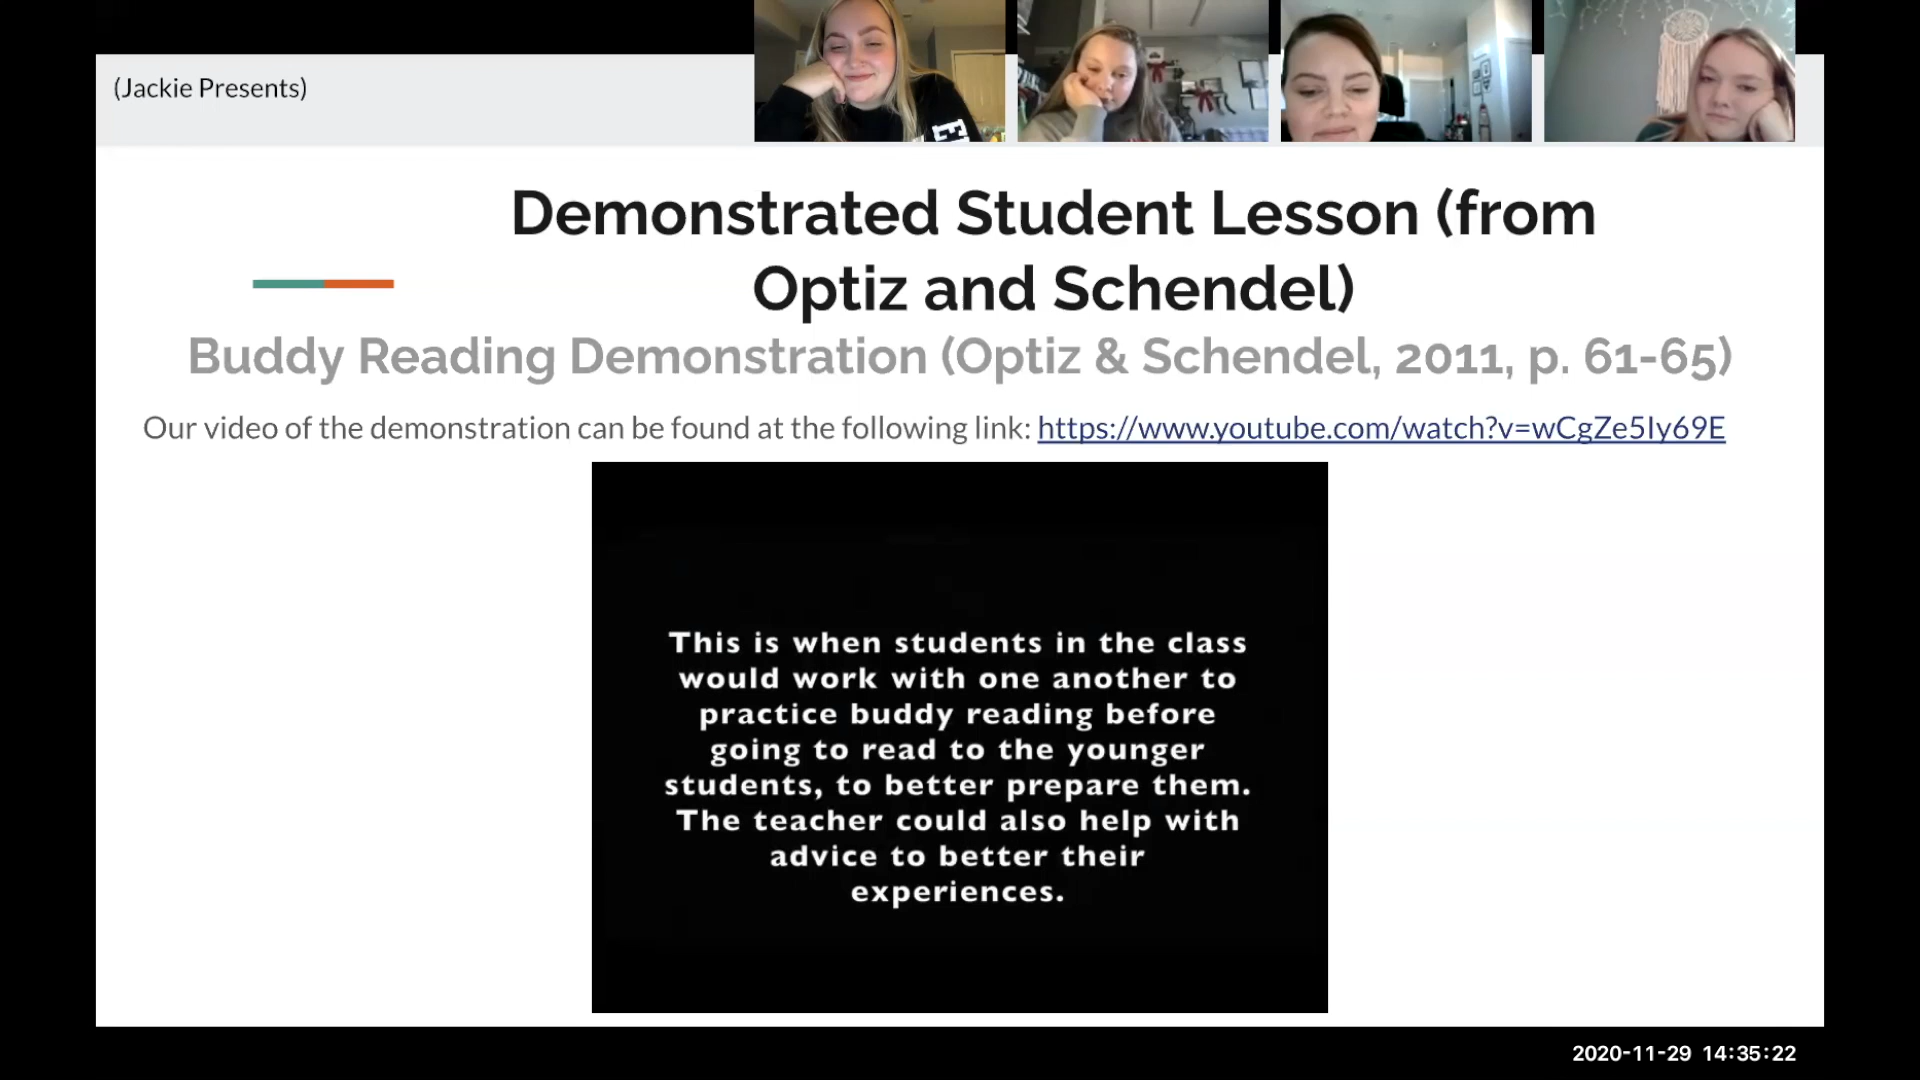 (Jackie Presents)
Demonstrated Student Lesson (from
Optiz and Schendel)
Buddy Reading Demonstration (Optiz & Schendel, 2011, p. 61-65)
Our video of the demonstration can be found at the following link: https://www.youtube.com/watch?v=wCgZe5Iy69E
This is when students in the class
would work with one another to
practice buddy reading before
going to read to the younger
students, to better prepare them.
The teacher could also help with
advice to better their
experiences.
2020-11-29 14:35:22